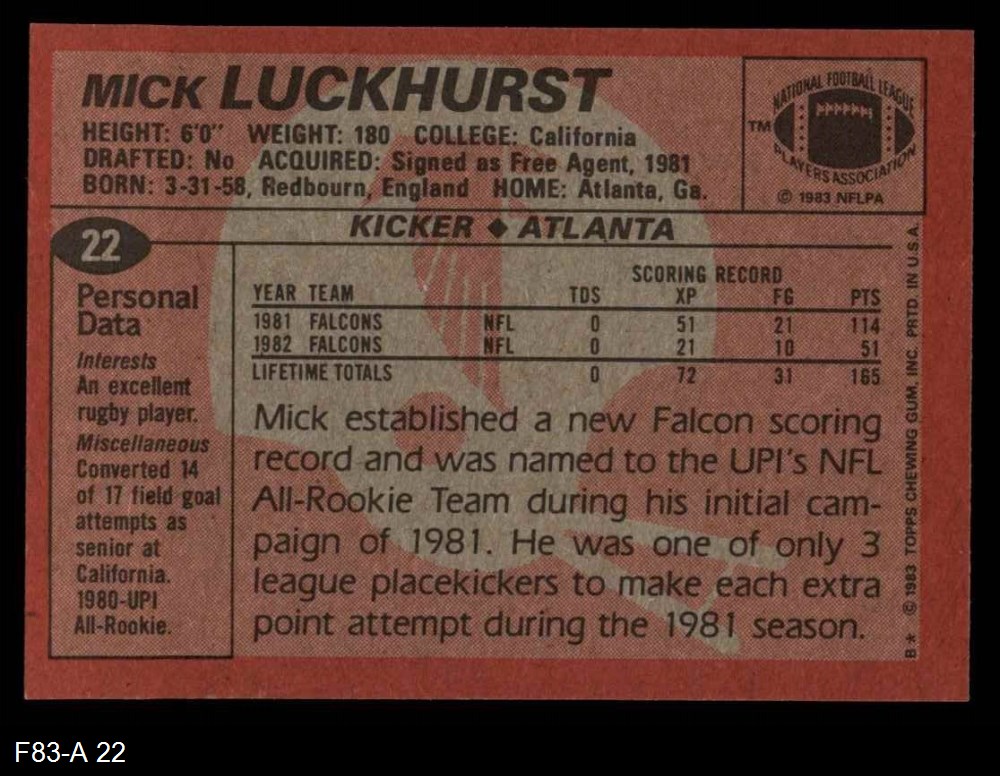 MICK LUCKHURST
HEIGHT: 6'0" WEIGHT: 180 COLLEGE: California
DRAFTED: No ACQUIRED: Signed as Free Agent, 1981
BORN: 3-31-58, Redbourn, England HOME: Atlanta, Ga.
NATIONAL FOOTBALL LEAGUE
TM
PLAYERS ASSOCIATION
© 1983 NFLPA
KICKER ♦ ATLANTA
22
Personal
Data
Interests
An excellent
rugby player.
Miscellaneous
Converted 14
of 17 field goal
attempts as
senior at
California.
1980-UPI
All-Rookie.
SCORING RECORD
YEAR TEAM TDS XP FG PTS
1981 FALCONS NFL 0 51 21 114
1982 FALCONS NFL 0 21 10 51
LIFETIME TOTALS 0 72 31 165
Mick established a new Falcon scoring
record and was named to the UPI's NFL
All-Rookie Team during his initial cam-
paign of 1981. He was one of only 3
league placekickers to make each extra
point attempt during the 1981 season.
B* © 1983 TOPPS CHEWING GUM, INC. PRTD. IN U.S.A.
F83-A 22